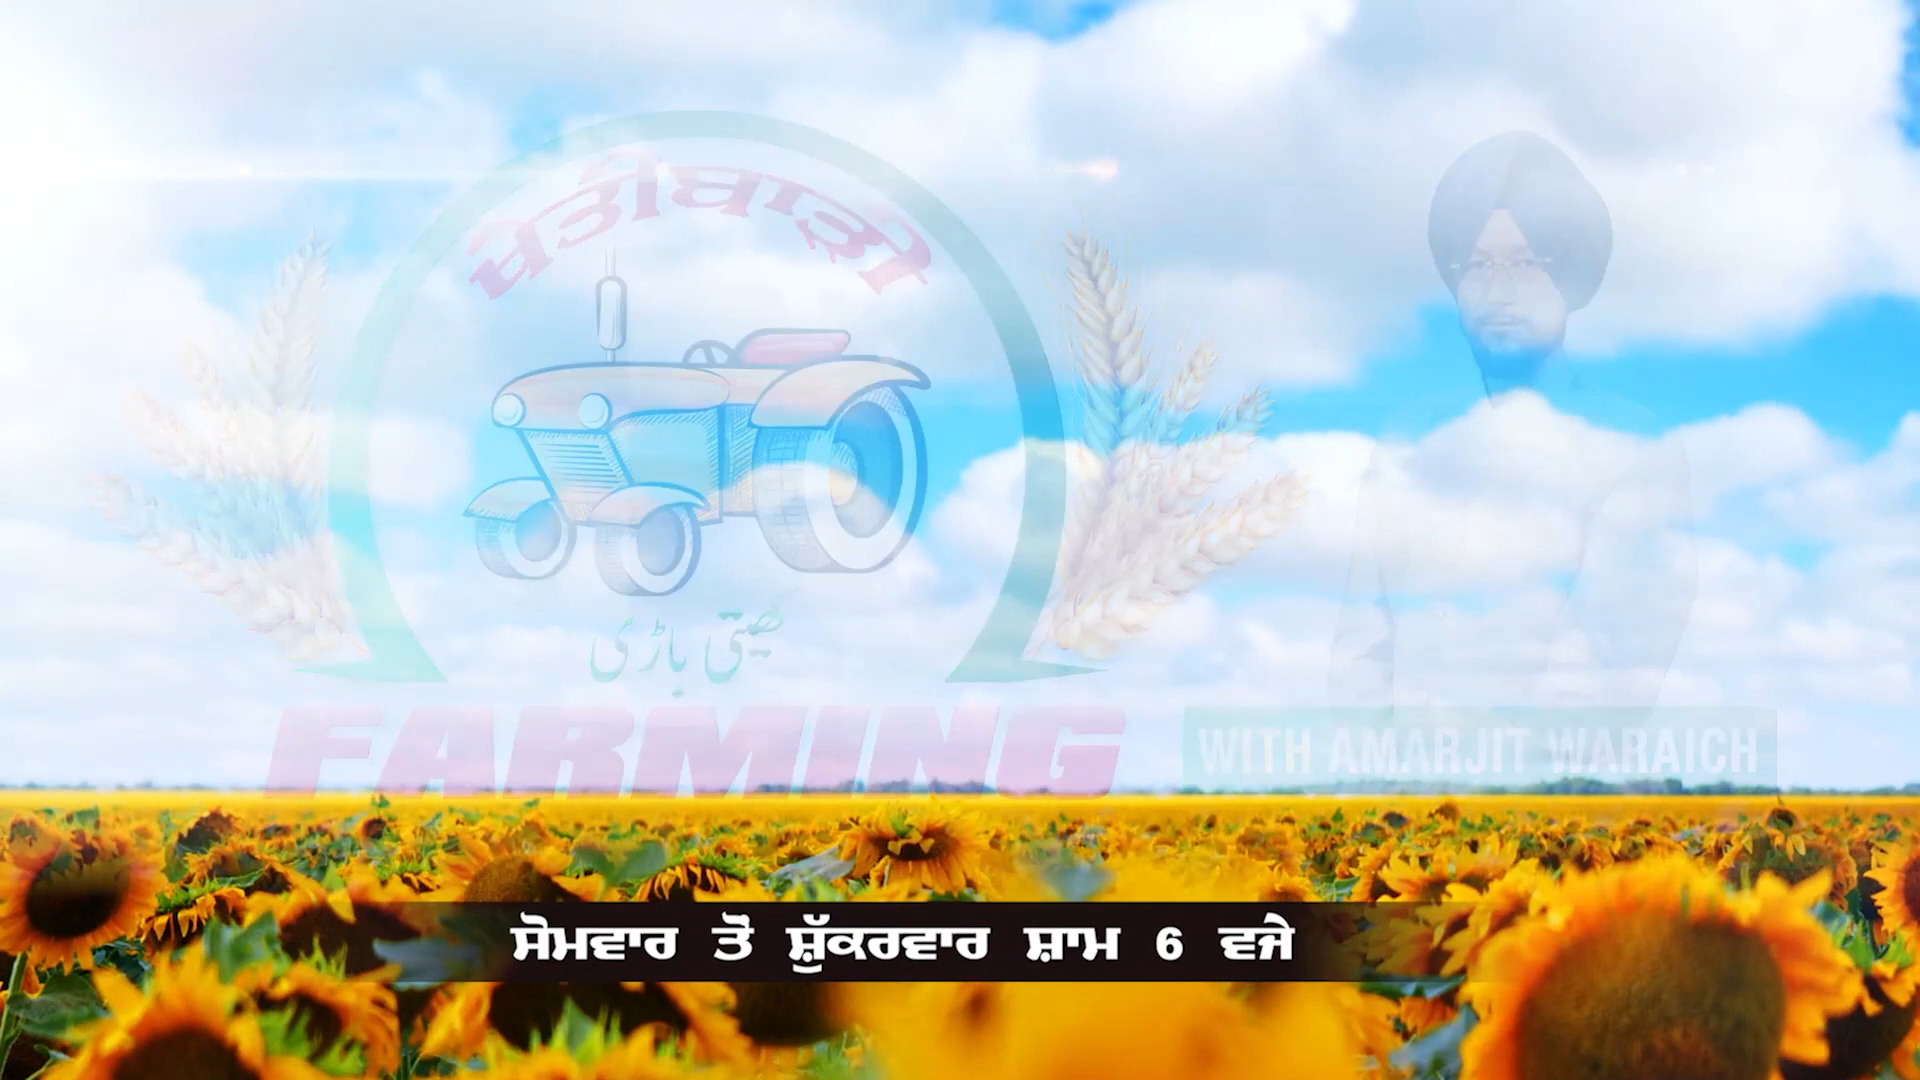 ਖੇਤੀਬਾੜੀ
کھیتی باڑی
FARMING
WITH AMARJIT WARAICH
ਸੋਮਵਾਰ ਤੋਂ ਸ਼ੁੱਕਰਵਾਰ ਸ਼ਾਮ 6 ਵਜੇ